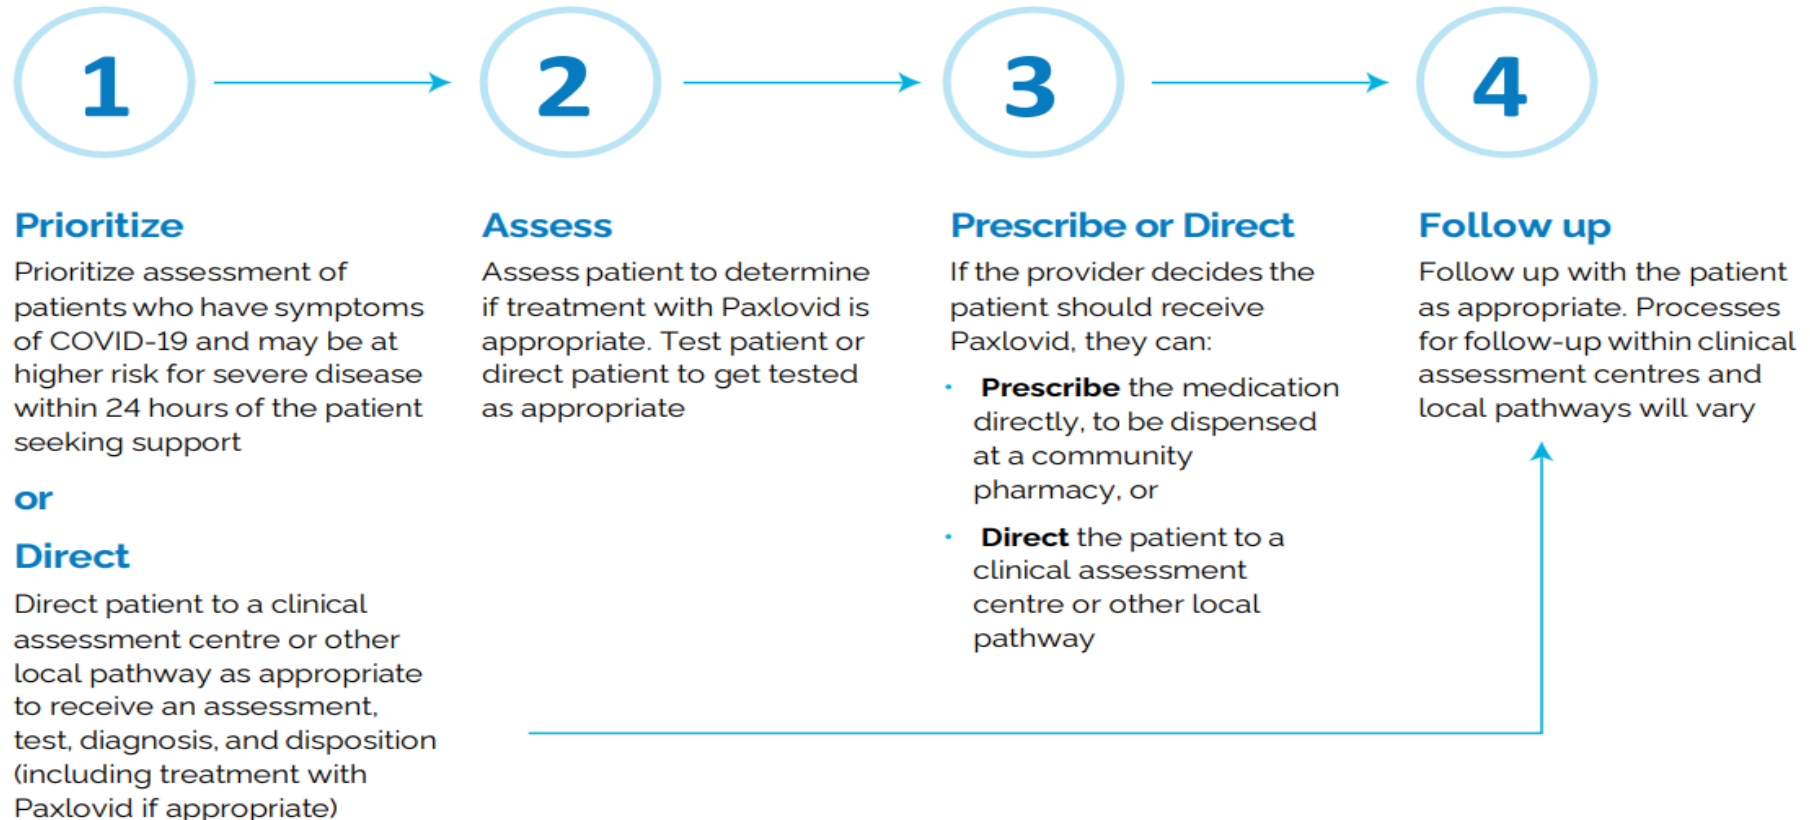 1
2
3
4
Prioritize
Prioritize assessment of
patients who have symptoms
of COVID-19 and may be at
higher risk for severe disease
within 24 hours of the patient
seeking support
or
Direct
Direct patient to a clinical
assessment centre or other
local pathway as appropriate
to receive an assessment,
test, diagnosis, and disposition
(including treatment with
Paxlovid if appropriate)
Assess
Assess patient to determine
if treatment with Paxlovid is
appropriate. Test patient or
direct patient to get tested
as appropriate
Prescribe or Direct
If the provider decides the
patient should receive
Paxlovid, they can:
• Prescribe the medication
directly, to be dispensed
at a community
pharmacy, or
• Direct the patient to a
clinical assessment
centre or other local
pathway
Follow up
Follow up with the patient
as appropriate. Processes
for follow-up within clinical
assessment centres and
local pathways will vary